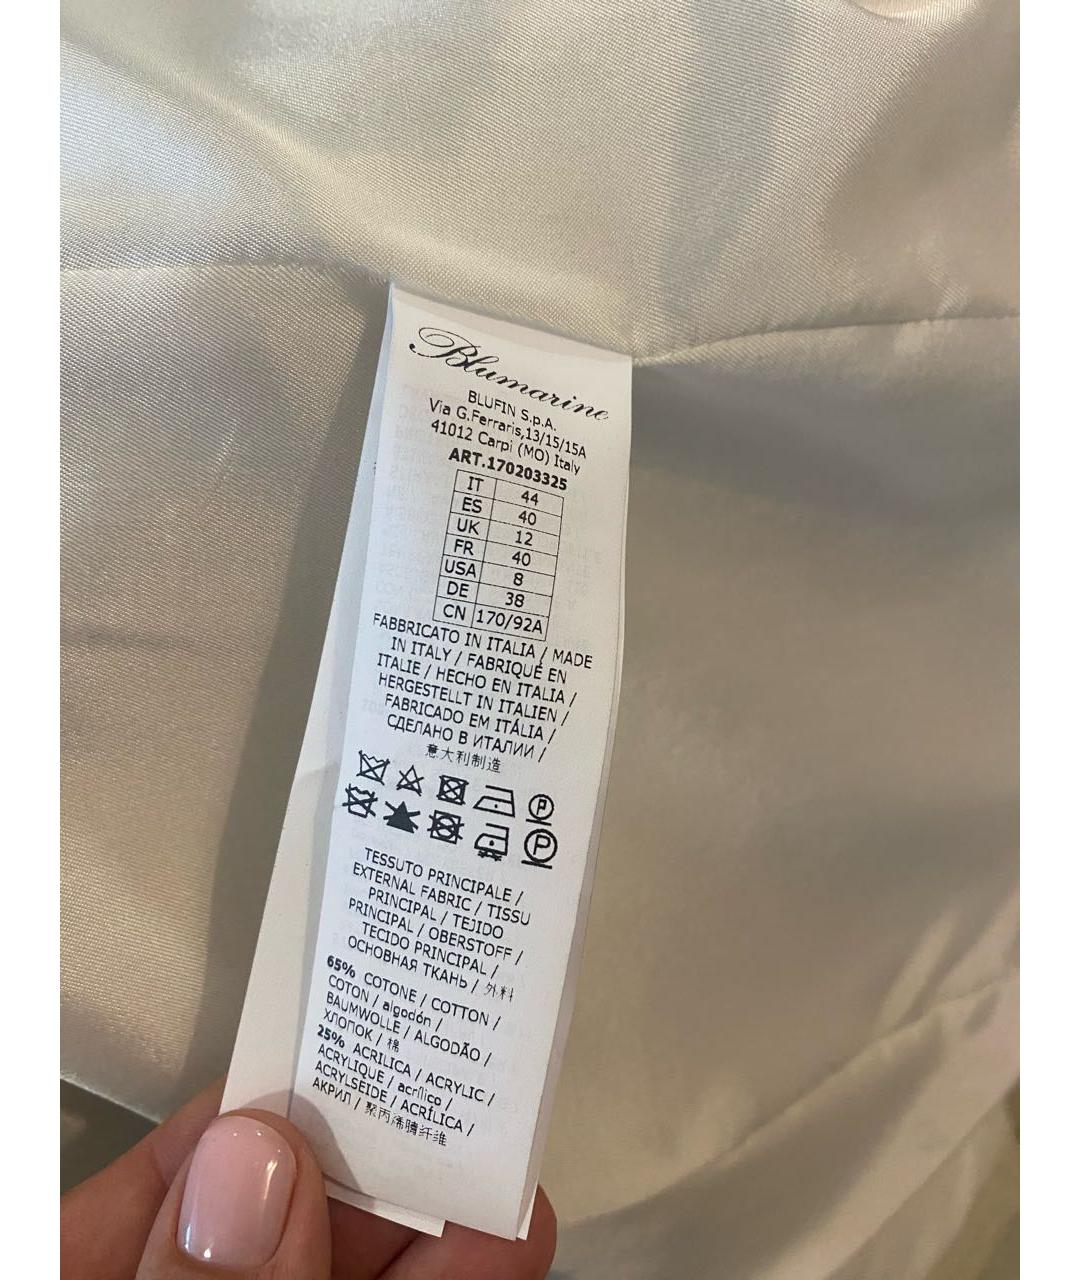 Blumarine
BLUFIN S.p.A.
Via G.Ferraris,13/15/15A
41012 Carpi (MO) Italy
ART.170203325
IT 44
ES 40
UK 12
FR 40
USA 8
DE 38
CN 170/92A
FABBRICATO IN ITALIA / MADE
IN ITALY / FABRIQUÉ EN
ITALIE / HECHO EN ITALIA /
HERGESTELLT IN ITALIEN /
FABRICADO EM ITÁLIA /
СДЕЛАНО В ИТАЛИИ /
意大利制造
P
P
TESSUTO PRINCIPALE /
EXTERNAL FABRIC / TISSU
PRINCIPAL / TEJIDO
PRINCIPAL / OBERSTOFF /
TECIDO PRINCIPAL /
ОСНОВНАЯ ТКАНЬ / 外料
65% COTONE / COTTON /
COTON / algodón /
BAUMWOLLE / ALGODÃO /
ХЛОПОК / 棉
25% ACRILICA / ACRYLIC /
ACRYLIQUE / acrílico /
ACRYLSEIDE / ACRÍLICA /
АКРИЛ / 聚丙烯腈纤维